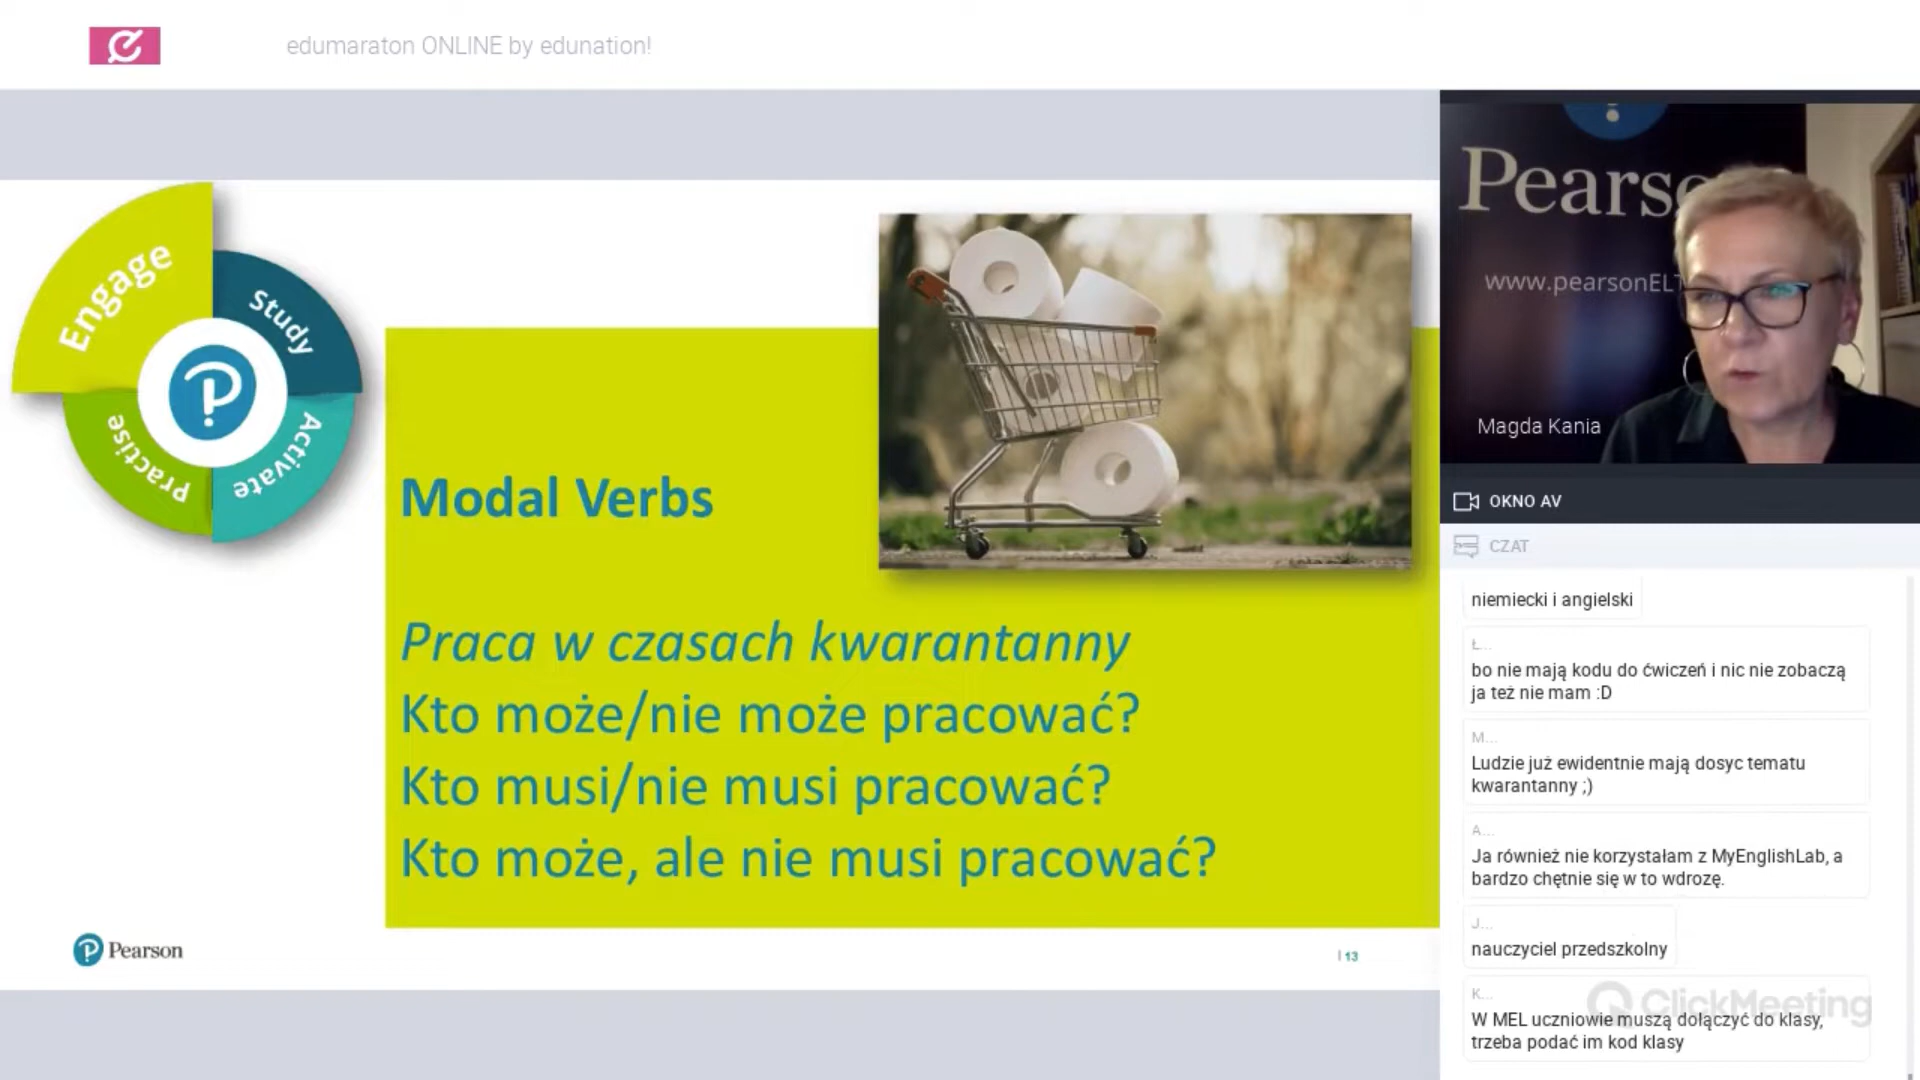 edumaraton ONLINE by edunation!
Engage
Study
Activate
Practise
Modal Verbs
Praca w czasach kwarantanny
Kto może/nie może pracować?
Kto musi/nie musi pracować?
Kto może, ale nie musi pracować?
Pearson
| 13
Pearso
www.pearsonELT
Magda Kania
OKNO AV
CZAT
niemiecki i angielski
Ł...
bo nie mają kodu do ćwiczeń i nic nie zobaczą
ja też nie mam :D
M...
Ludzie już ewidentnie mają dosyc tematu
kwarantanny ;)
A...
Ja również nie korzystałam z MyEnglishLab, a
bardzo chętnie się w to wdrożę.
J...
nauczyciel przedszkolny
K...
W MEL uczniowie muszą dołączyć do klasy,
trzeba podać im kod klasy
ClickMeeting